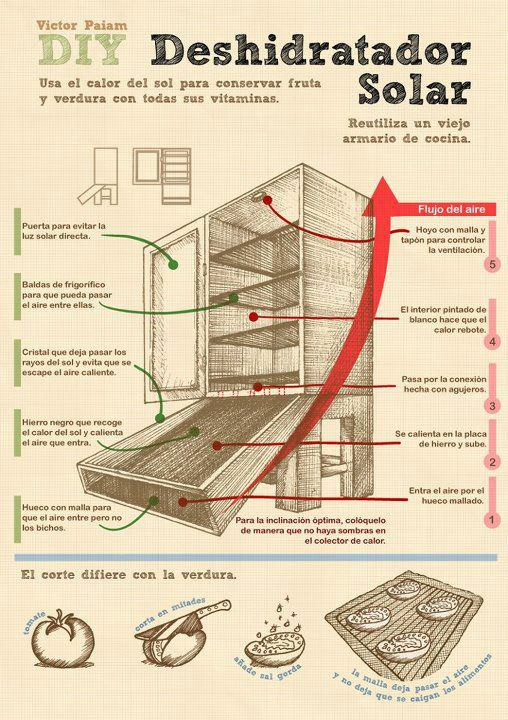 Victor Paiam
DIY Deshidratador
Solar
Usa el calor del sol para conservar fruta
y verdura con todas sus vitaminas.
Reutiliza un viejo
armario de cocina.
Puerta para evitar la
luz solar directa.
Baldas de frigorífico
para que pueda pasar
el aire entre ellas.
Cristal que deja pasar los
rayos del sol y evita que se
escape el aire caliente.
Hierro negro que recoge
el calor del sol y calienta
el aire que entra.
Hueco con malla para
que el aire entre pero no
los bichos.
Flujo del aire
Hoyo con malla y
tapón para controlar
la ventilación.
5
El interior pintado de
blanco hace que el
calor rebote.
4
Pasa por la conexión
hecha con agujeros.
3
Se calienta en la placa
de hierro y sube.
2
Entra el aire por el
hueco mallado.
1
Para la inclinación óptima, colóquelo
de manera que no haya sombras en
el colector de calor.
El corte difiere con la verdura.
tomate
corta en mitades
añade sal gorda
la malla deja pasar el aire
y no deja que se caigan los alimentos